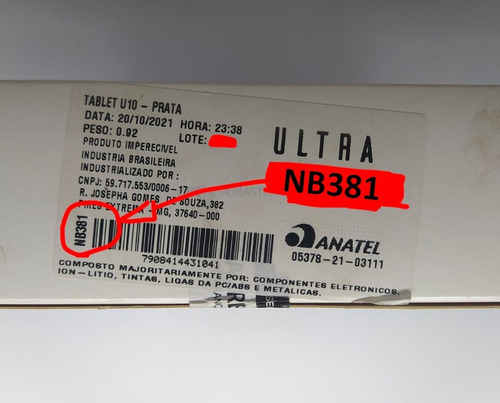 TABLET U10 - PRATA
DATA: 20/10/2021 HORA: 23:38
PESO: 0.92 LOTE:
PRODUTO IMPERECIVEL
INDUSTRIA BRASILEIRA
INDUSTRIALIZADO POR :
CNPJ: 59.717.553/0006-17
R. JOSEPHA GOMES DE SOUZA,382
PIRES EXTREMA - MG, 37640-000
ULTRA
NB381
NB381
7908414431041
ANATEL
05378-21-03111
COMPOSTO MAJORITARIAMENTE POR: COMPONENTES ELETRONICOS,
ION-LITIO, TINTAS, LIGAS DA PC/ABS E METALICAS.